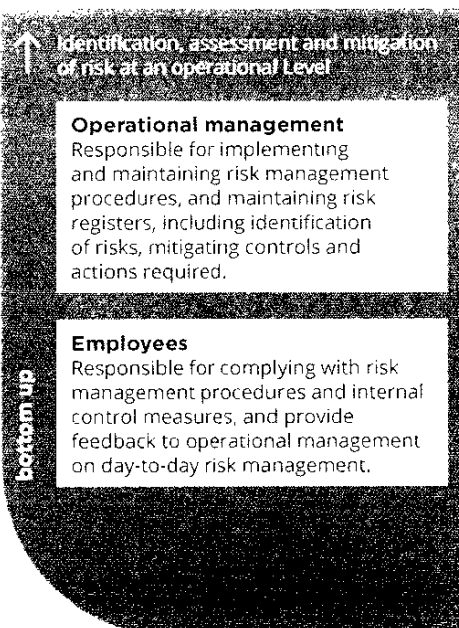 Identification, assessment and mitigation
of risk at an operational Level
Operational management
Responsible for implementing
and maintaining risk management
procedures, and maintaining risk
registers, including identification
of risks, mitigating controls and
actions required.
Employees
Responsible for complying with risk
management procedures and internal
control measures, and provide
feedback to operational management
on day-to-day risk management.
bottom up